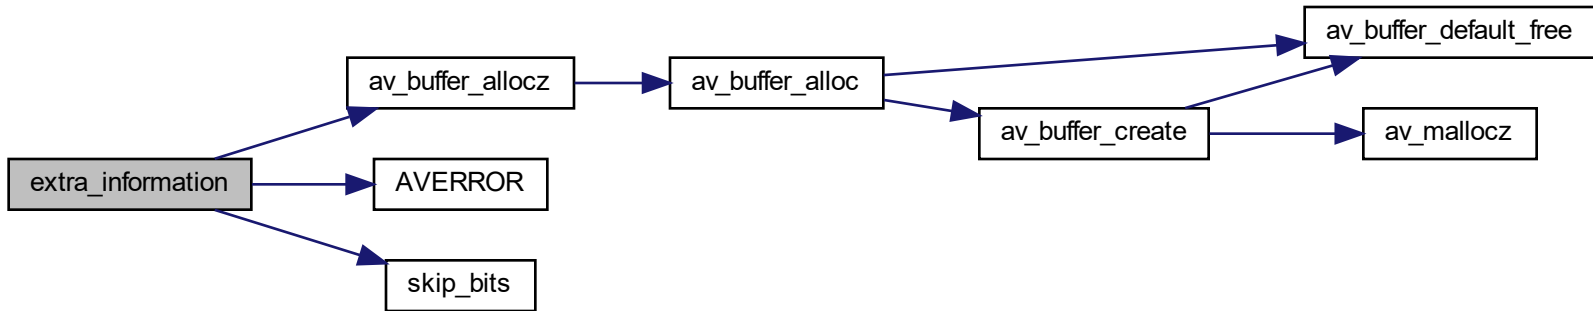 av_buffer_default_free
av_buffer_allocz
av_buffer_alloc
av_buffer_create
av_mallocz
extra_information
AVERROR
skip_bits